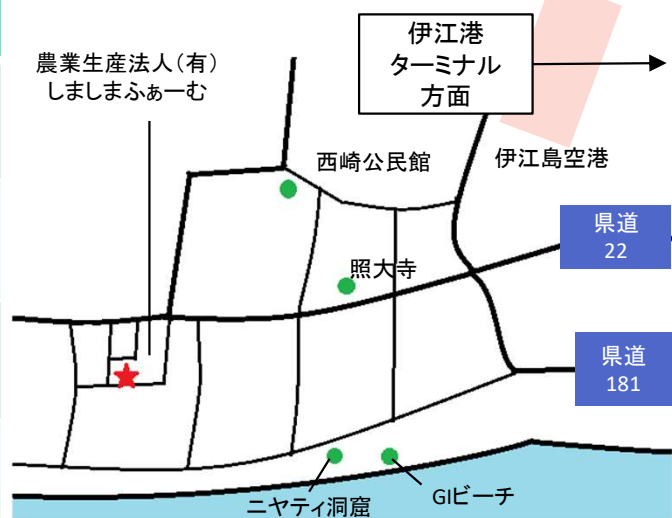 伊江港
ターミナル
方面
農業生産法人(有)
しましまふぁーむ
西崎公民館
伊江島空港
県道
22
照大寺
県道
181
ニヤティ洞窟
GIビーチ